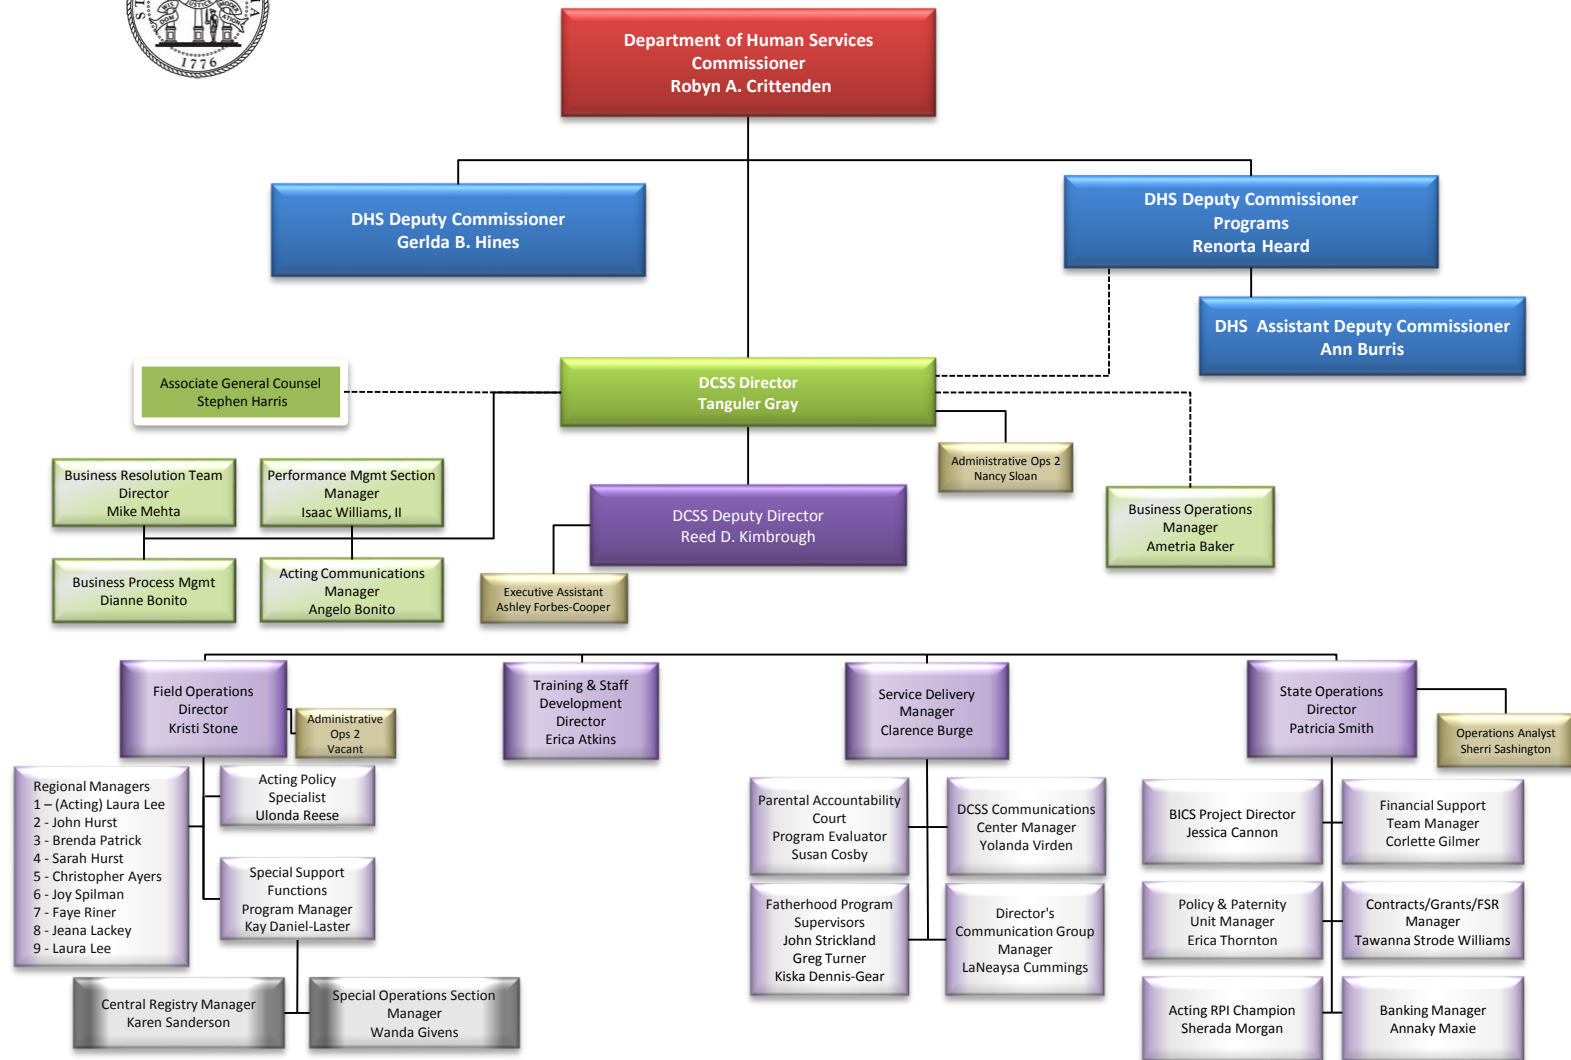 1776
Department of Human Services
Commissioner
Robyn A. Crittenden
DHS Deputy Commissioner
Gerlda B. Hines
DHS Deputy Commissioner
Programs
Renorta Heard
DHS  Assistant Deputy Commissioner
Ann Burris
Associate General Counsel
Stephen Harris
DCSS Director
Tanguler Gray
Administrative Ops 2
Nancy Sloan
Business Resolution Team
Director
Mike Mehta
Performance Mgmt Section
Manager
Isaac Williams, II
DCSS Deputy Director
Reed D. Kimbrough
Business Operations
Manager
Ametria Baker
Business Process Mgmt
Dianne Bonito
Acting Communications
Manager
Angelo Bonito
Executive Assistant
Ashley Forbes-Cooper
Field Operations
Director
Kristi Stone
Administrative
Ops 2
Vacant
Training & Staff
Development
Director
Erica Atkins
Service Delivery
Manager
Clarence Burge
State Operations
Director
Patricia Smith
Operations Analyst
Sherri Sashington
Regional Managers
1 – (Acting) Laura Lee
2 - John Hurst
3 - Brenda Patrick
4 - Sarah Hurst
5 - Christopher Ayers
6 - Joy Spilman
7 - Faye Riner
8 - Jeana Lackey
9 - Laura Lee
Acting Policy
Specialist
Ulonda Reese
Special Support
Functions
Program Manager
Kay Daniel-Laster
Central Registry Manager
Karen Sanderson
Special Operations Section
Manager
Wanda Givens
Parental Accountability
Court
Program Evaluator
Susan Cosby
DCSS Communications
Center Manager
Yolanda Virden
Fatherhood Program
Supervisors
John Strickland
Greg Turner
Kiska Dennis-Gear
Director's
Communication Group
Manager
LaNeaysa Cummings
BICS Project Director
Jessica Cannon
Financial Support
Team Manager
Corlette Gilmer
Policy & Paternity
Unit Manager
Erica Thornton
Contracts/Grants/FSR
Manager
Tawanna Strode Williams
Acting RPI Champion
Sherada Morgan
Banking Manager
Annaky Maxie